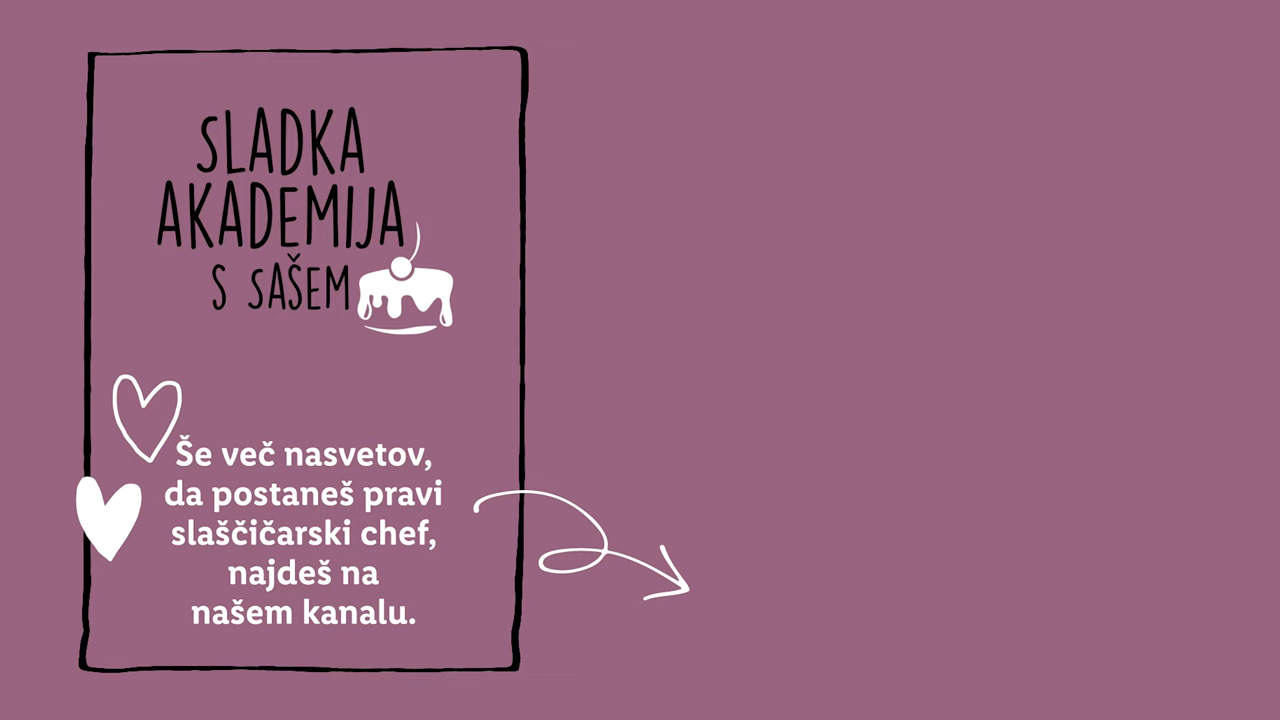 SLADKA
AKADEMIJA
S SAŠEM
Še več nasvetov,
da postaneš pravi
slaščičarski chef,
najdeš na
našem kanalu.